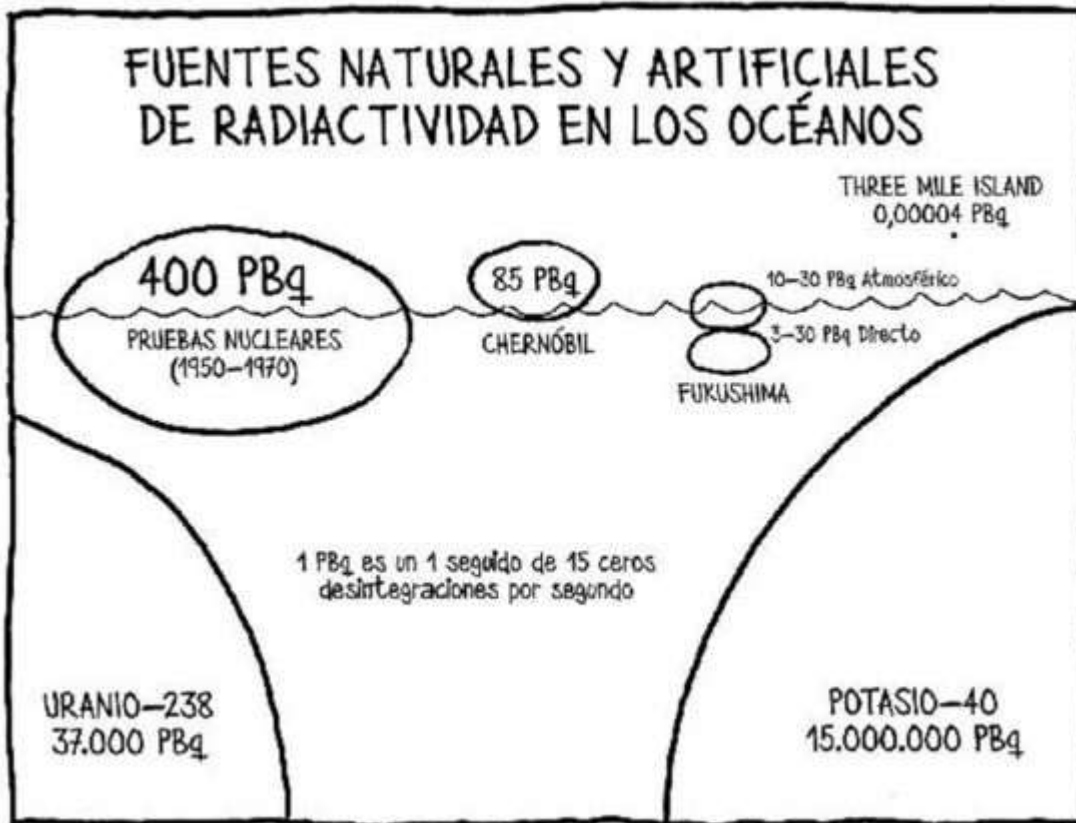 FUENTES NATURALES Y ARTIFICIALES
DE RADIACTIVIDAD EN LOS OCÉANOS
THREE MILE ISLAND
0,00004 PBq
400 PBq
PRUEBAS NUCLEARES
(1950–1970)
85 PBq
CHERNÓBIL
10–30 PBq Atmosférico
3–30 PBq Directo
FUKUSHIMA
1 PBq es un 1 seguido de 15 ceros
desintegraciones por segundo
URANIO–238
37.000 PBq
POTASIO–40
15.000.000 PBq